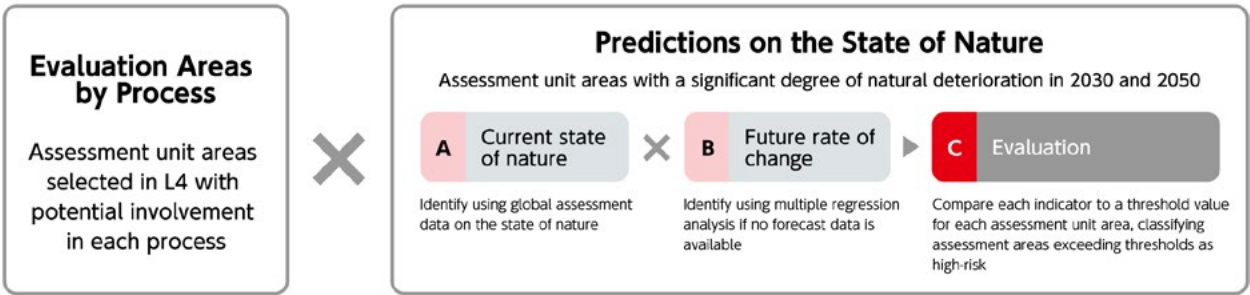 Evaluation Areas
by Process
Assessment unit areas
selected in L4 with
potential involvement
in each process
Predictions on the State of Nature
Assessment unit areas with a significant degree of natural deterioration in 2030 and 2050
A
Current state
of nature
Identify using global assessment
data on the state of nature
B
Future rate of
change
Identify using multiple regression
analysis if no forecast data is
available
C
Evaluation
Compare each indicator to a threshold value
for each assessment unit area, classifying
assessment areas exceeding thresholds as
high-risk